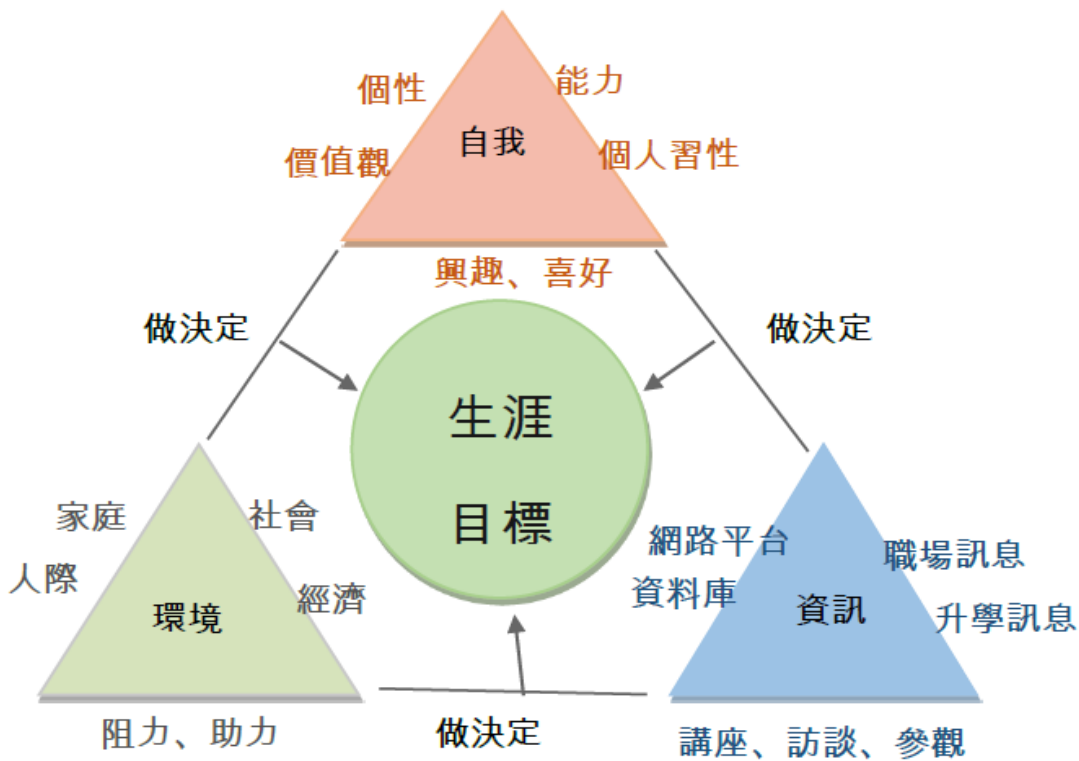 個性
能力
自我
價值觀
個人習性
興趣、喜好
做決定
做決定
生涯
目標
家庭
社會
人際
經濟
環境
阻力、助力
網路平台
職場訊息
資料庫
資訊
升學訊息
講座、訪談、參觀
做決定